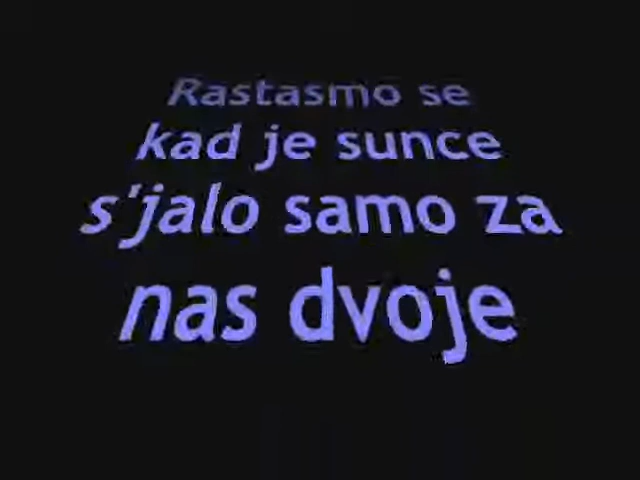 Rastasmo se
kad je sunce
s'jalo samo za
nas dvoje